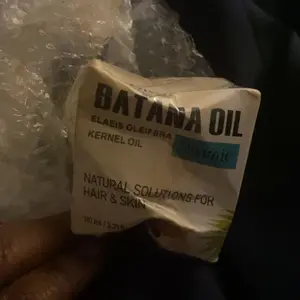 BATANA OIL
ELAEIS OLEIFERA
KERNEL OIL
NATURAL SOLUTIONS FOR
HAIR & SKIN